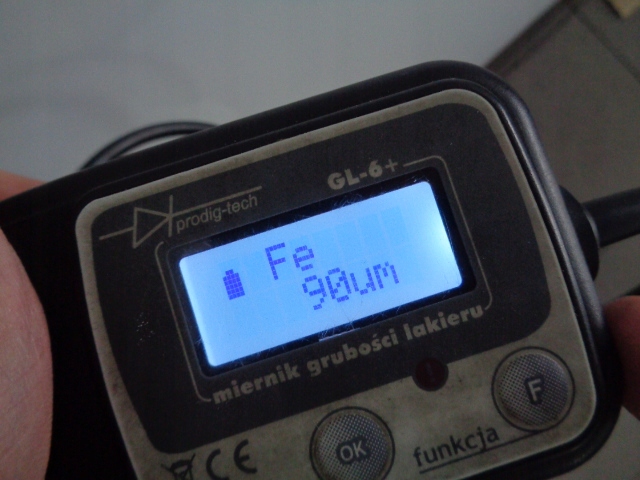 GL-6+
prodig-tech
Fe
90um
miernik grubości lakieru
F
OK
funkcja
CE